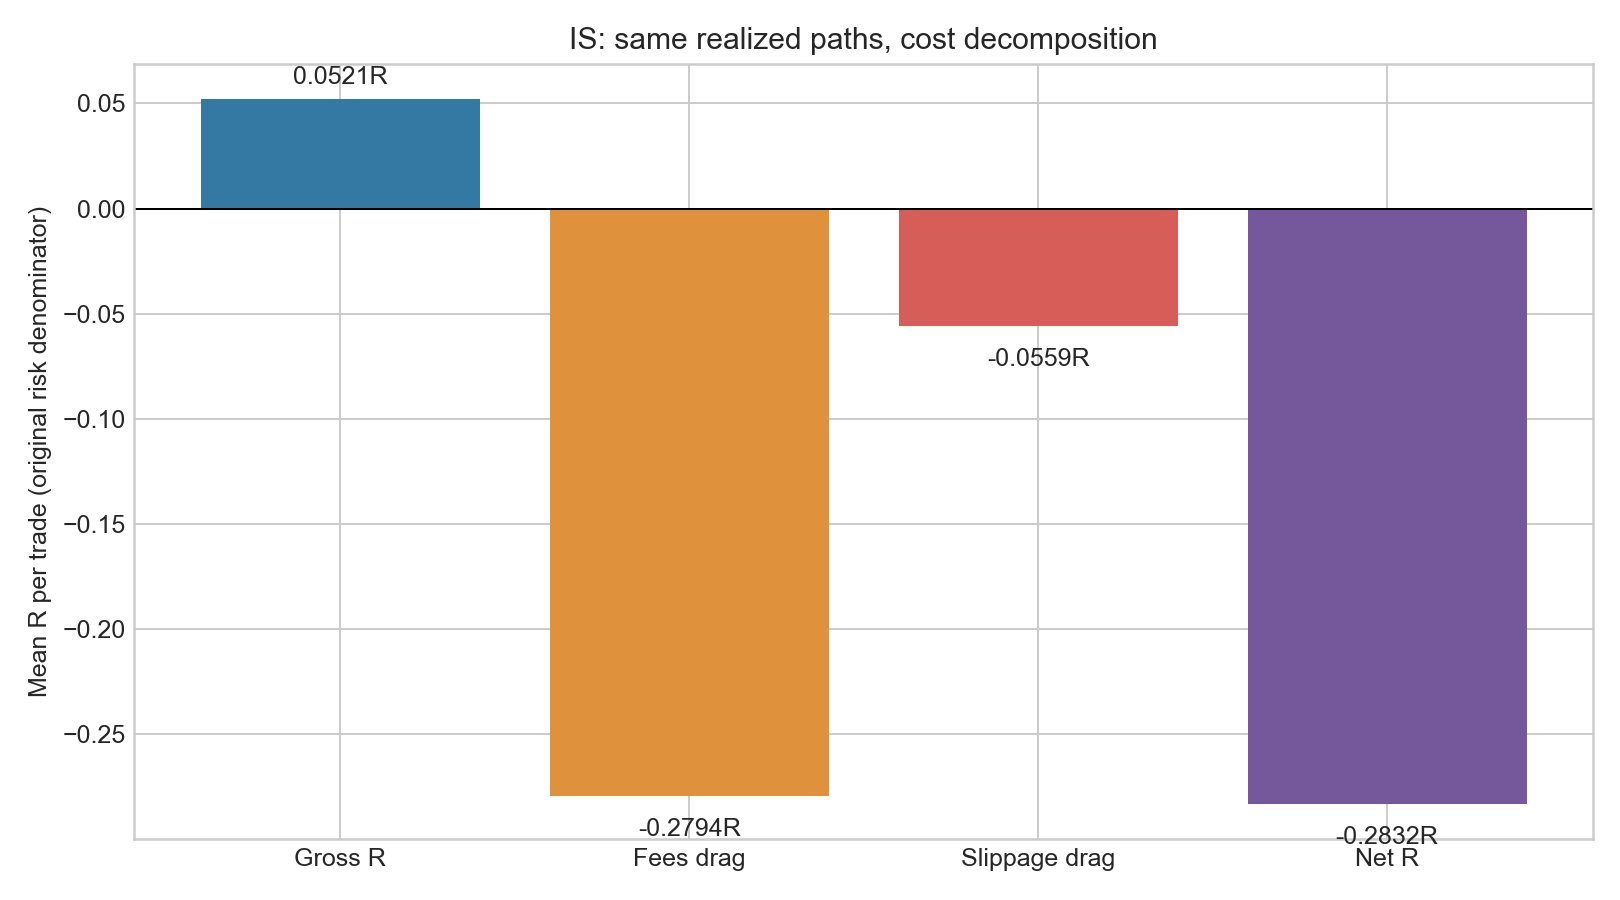 IS: same realized paths, cost decomposition
Mean R per trade (original risk denominator)
0.05
0.00
−0.05
−0.10
−0.15
−0.20
−0.25
0.0521R
-0.2794R
-0.0559R
-0.2832R
Gross R
Fees drag
Slippage drag
Net R